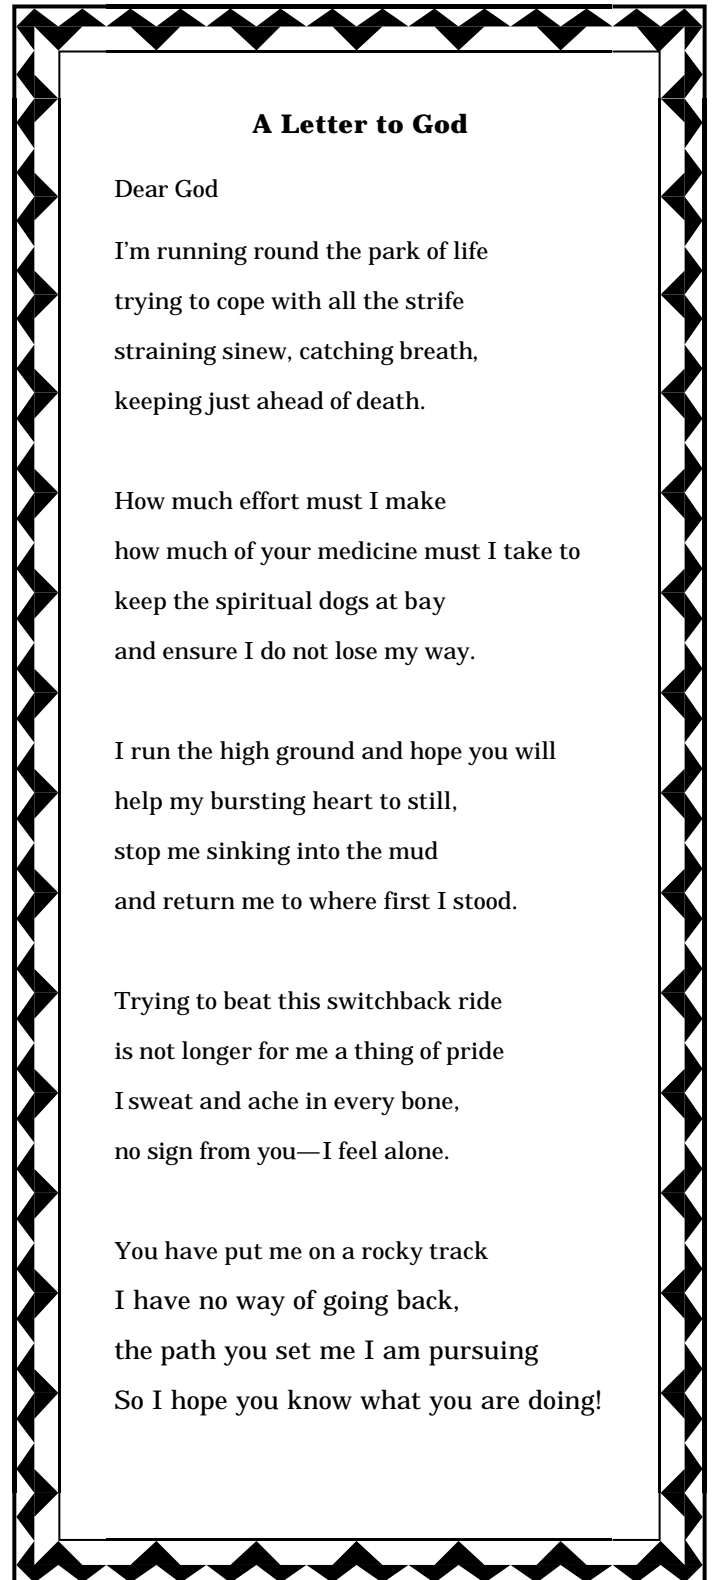 A Letter to God
Dear God
I’m running round the park of life
trying to cope with all the strife
straining sinew, catching breath,
keeping just ahead of death.
How much effort must I make
how much of your medicine must I take to
keep the spiritual dogs at bay
and ensure I do not lose my way.
I run the high ground and hope you will
help my bursting heart to still,
stop me sinking into the mud
and return me to where first I stood.
Trying to beat this switchback ride
is not longer for me a thing of pride
I sweat and ache in every bone,
no sign from you—I feel alone.
You have put me on a rocky track
I have no way of going back,
the path you set me I am pursuing
So I hope you know what you are doing!